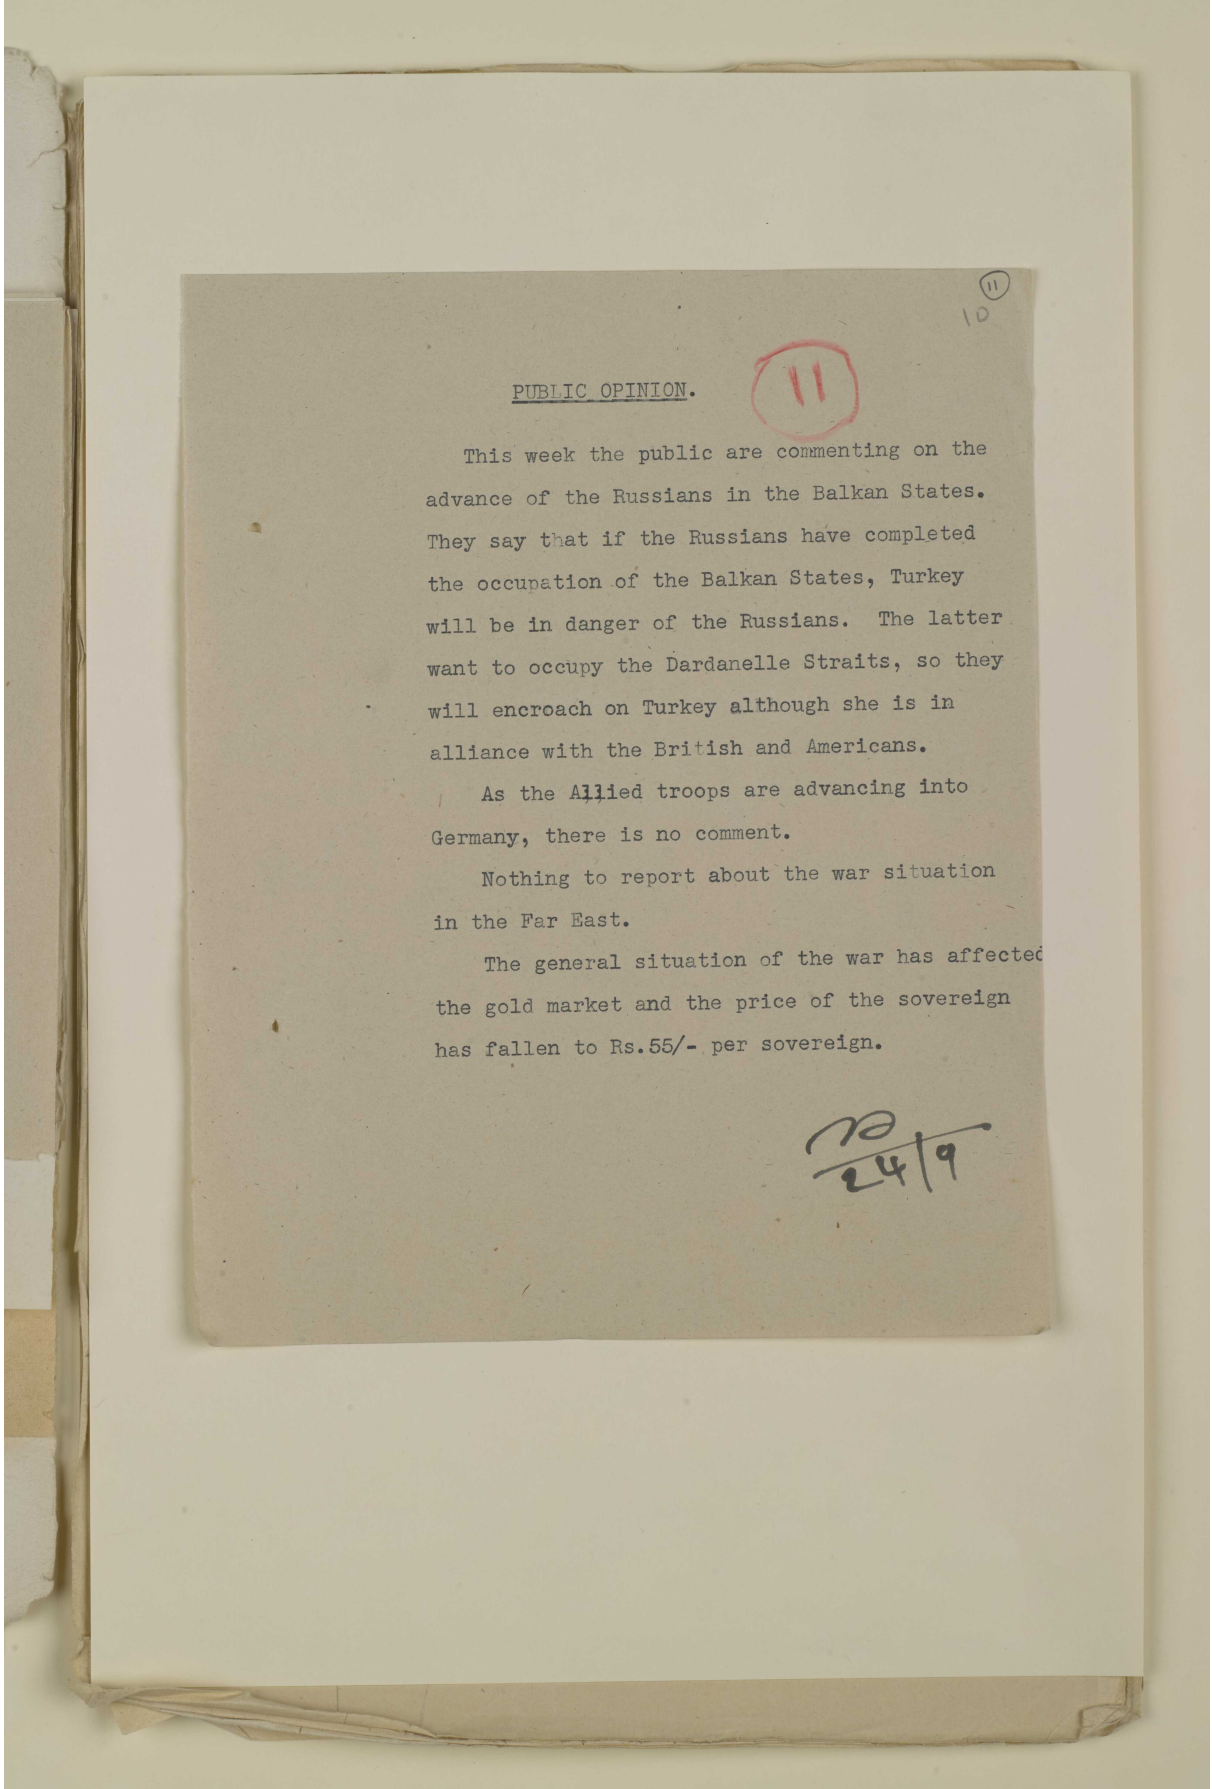 11
10
11
PUBLIC OPINION.
This week the public are commenting on the
advance of the Russians in the Balkan States.
They say that if the Russians have completed
the occupation of the Balkan States, Turkey
will be in danger of the Russians. The latter
want to occupy the Dardanelle Straits, so they
will encroach on Turkey although she is in
alliance with the British and Americans.
As the Allied troops are advancing into
Germany, there is no comment.
Nothing to report about the war situation
in the Far East.
The general situation of the war has affected
the gold market and the price of the sovereign
has fallen to Rs.55/- per sovereign.
24/9